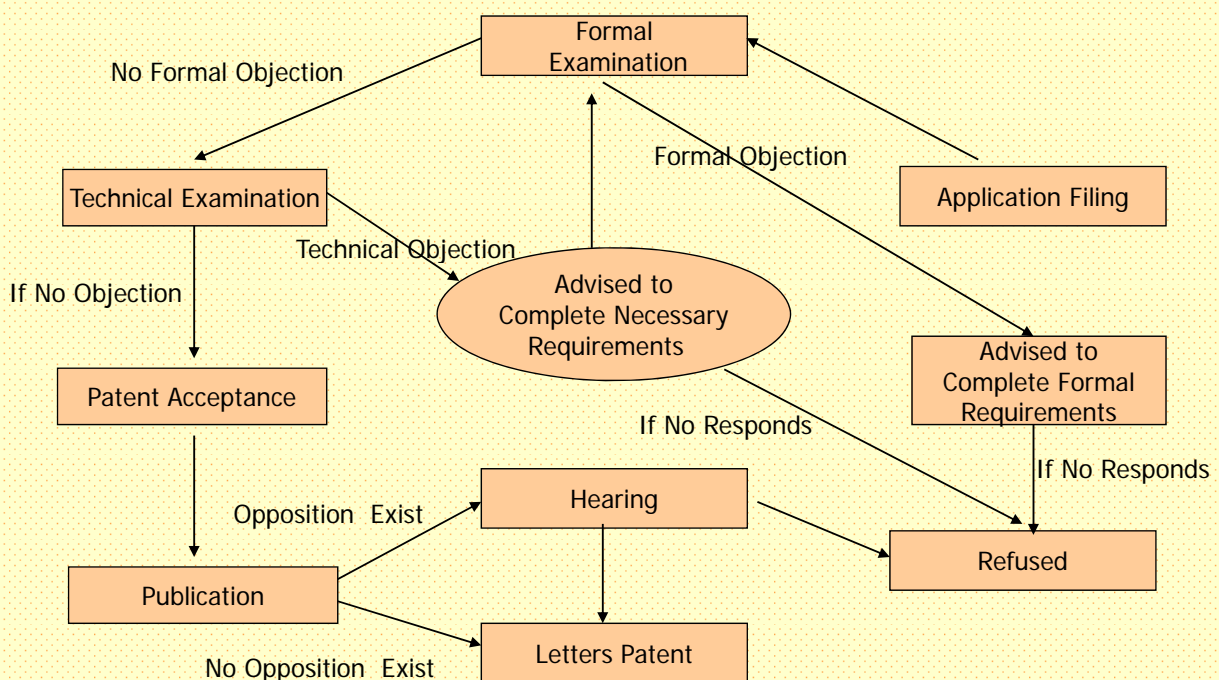 Formal
Examination
No Formal Objection
Formal Objection
Technical Examination
Application Filing
Technical Objection
If No Objection
Advised to
Complete Necessary
Requirements
Advised to
Complete Formal
Requirements
Patent Acceptance
If No Responds
If No Responds
Hearing
Opposition Exist
Refused
Publication
Letters Patent
No Opposition Exist